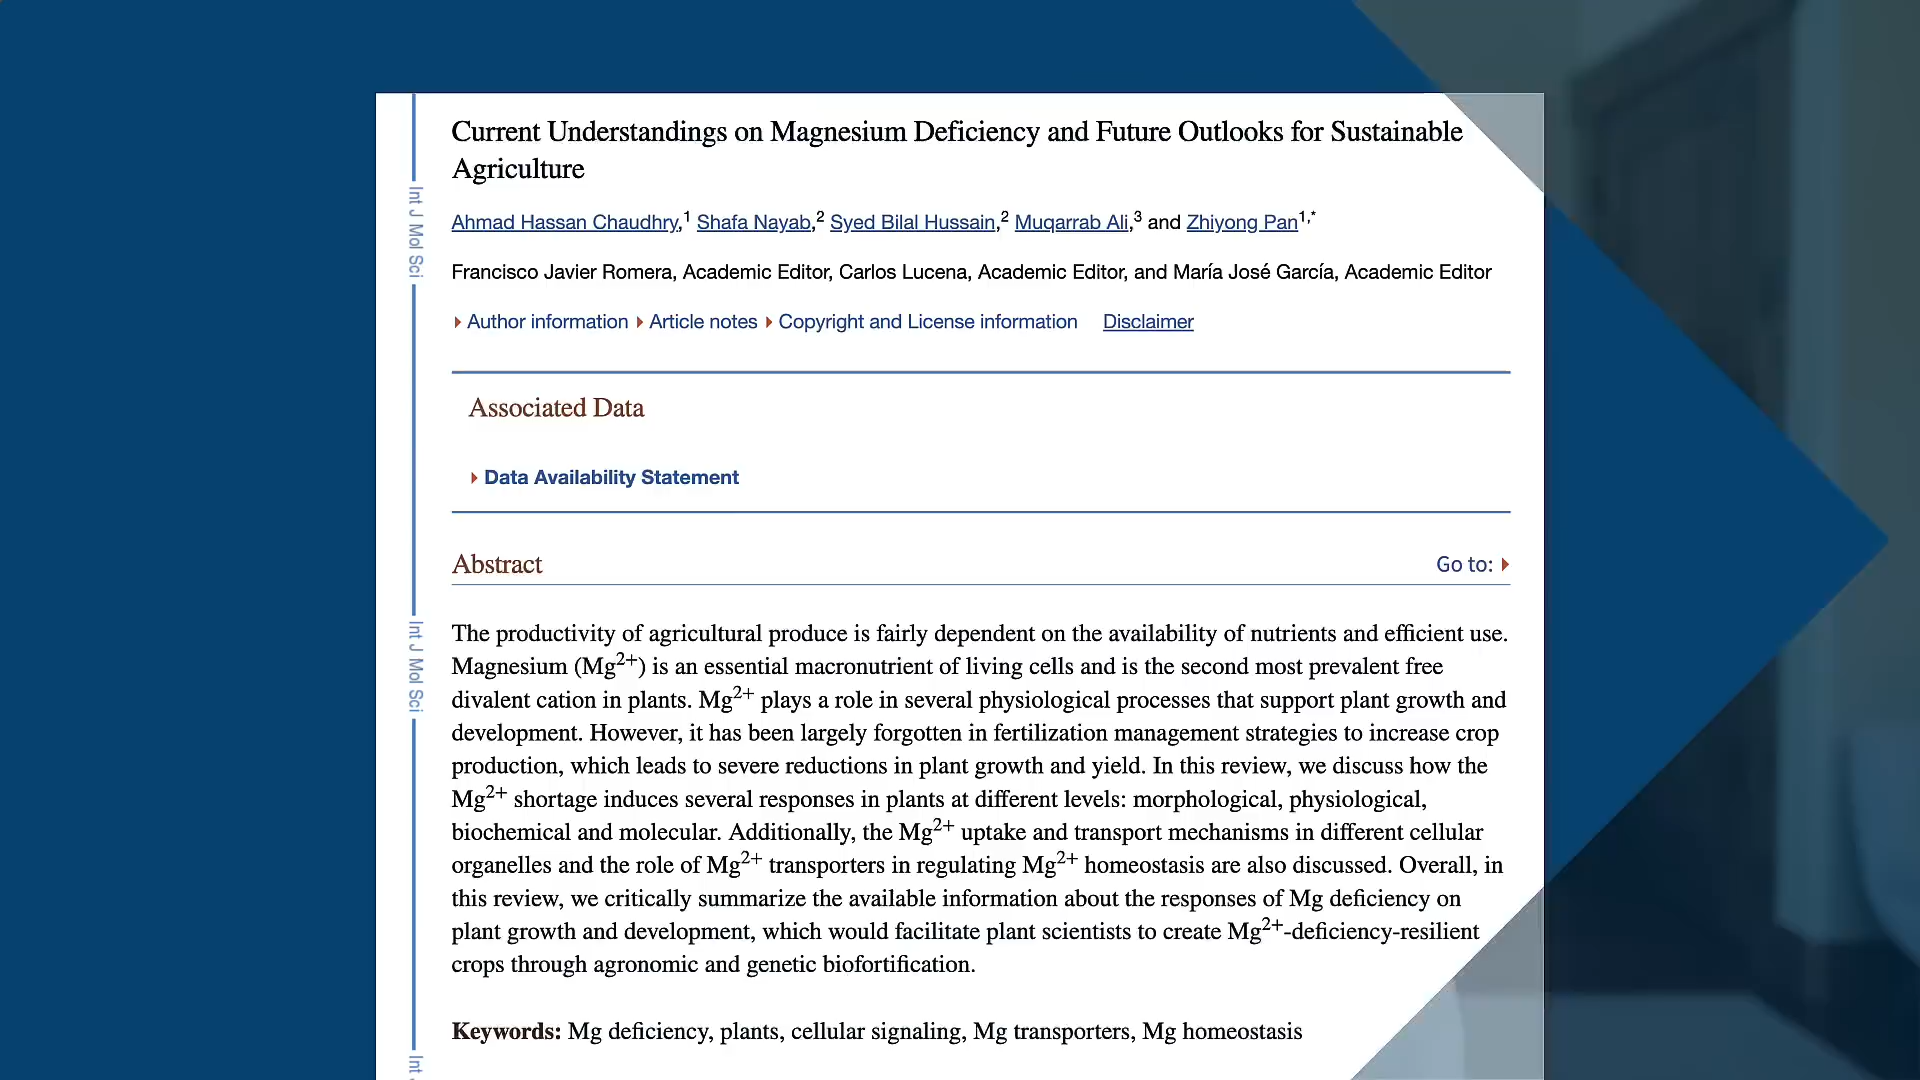 Current Understandings on Magnesium Deficiency and Future Outlooks for Sustainable
Agriculture
Ahmad Hassan Chaudhry,1 Shafa Nayab,2 Syed Bilal Hussain,2 Muqarrab Ali,3 and Zhiyong Pan1,*
Francisco Javier Romera, Academic Editor, Carlos Lucena, Academic Editor, and María José García, Academic Editor
Author information Article notes Copyright and License information Disclaimer
Associated Data
Data Availability Statement
Abstract
Go to:
The productivity of agricultural produce is fairly dependent on the availability of nutrients and efficient use.
Magnesium (Mg2+) is an essential macronutrient of living cells and is the second most prevalent free
divalent cation in plants. Mg2+ plays a role in several physiological processes that support plant growth and
development. However, it has been largely forgotten in fertilization management strategies to increase crop
production, which leads to severe reductions in plant growth and yield. In this review, we discuss how the
Mg2+ shortage induces several responses in plants at different levels: morphological, physiological,
biochemical and molecular. Additionally, the Mg2+ uptake and transport mechanisms in different cellular
organelles and the role of Mg2+ transporters in regulating Mg2+ homeostasis are also discussed. Overall, in
this review, we critically summarize the available information about the responses of Mg deficiency on
plant growth and development, which would facilitate plant scientists to create Mg2+-deficiency-resilient
crops through agronomic and genetic biofortification.
Keywords: Mg deficiency, plants, cellular signaling, Mg transporters, Mg homeostasis
Int J Mol Sci
Int J Mol Sci
Int